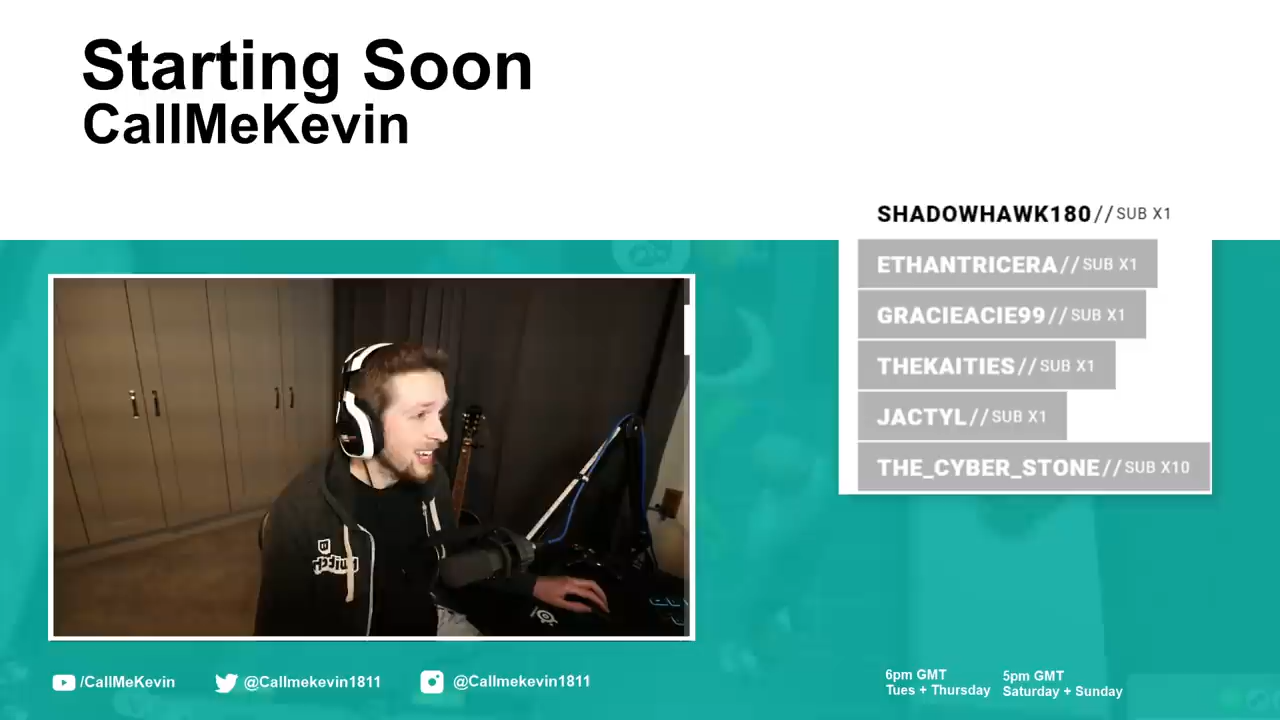 Starting Soon
CallMeKevin
SHADOWHAWK180// SUB X1
ETHANTRICERA// SUB X1
GRACIEACIE99// SUB X1
THEKAITIES// SUB X1
JACTYL// SUB X1
THE_CYBER_STONE// SUB X10
/CallMeKevin
@Callmekevin1811
@Callmekevin1811
6pm GMT
Tues + Thursday
5pm GMT
Saturday + Sunday